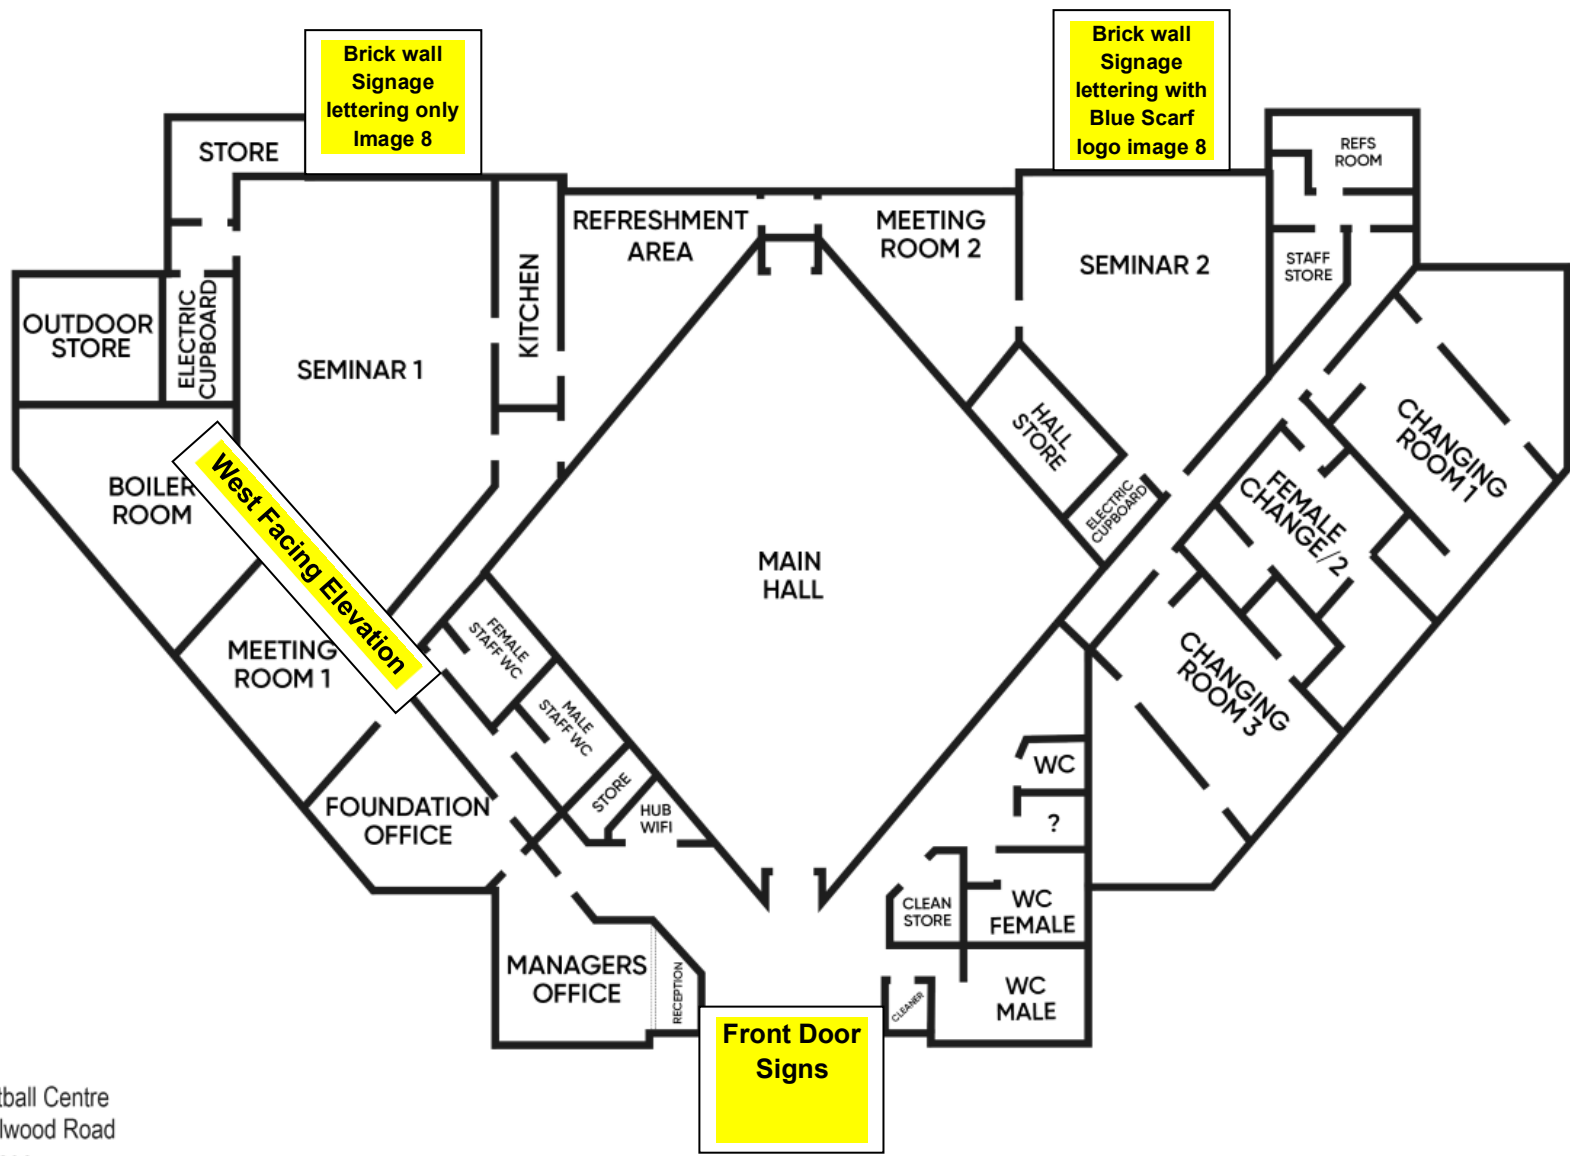 Brick wall
Signage
lettering only
Image 8
Brick wall
Signage
lettering with
Blue Scarf
logo image 8
STORE
REFS
ROOM
REFRESHMENT
AREA
MEETING
ROOM 2
SEMINAR 2
STAFF
STORE
OUTDOOR
STORE
ELECTRIC
CUPBOARD
SEMINAR 1
KITCHEN
HALL
STORE
CHANGING
ROOM 1
BOILER
ROOM
West Facing Elevation
ELECTRIC
CUPBOARD
FEMALE
CHANGE/2
MAIN
HALL
MEETING
ROOM 1
FEMALE
STAFF WC
MALE
STAFF WC
CHANGING
ROOM 3
STORE
HUB
WIFI
WC
?
FOUNDATION
OFFICE
CLEAN
STORE
WC
FEMALE
MANAGERS
OFFICE
RECEPTION
CLEANER
WC
MALE
Front Door
Signs
tball Centre
lwood Road